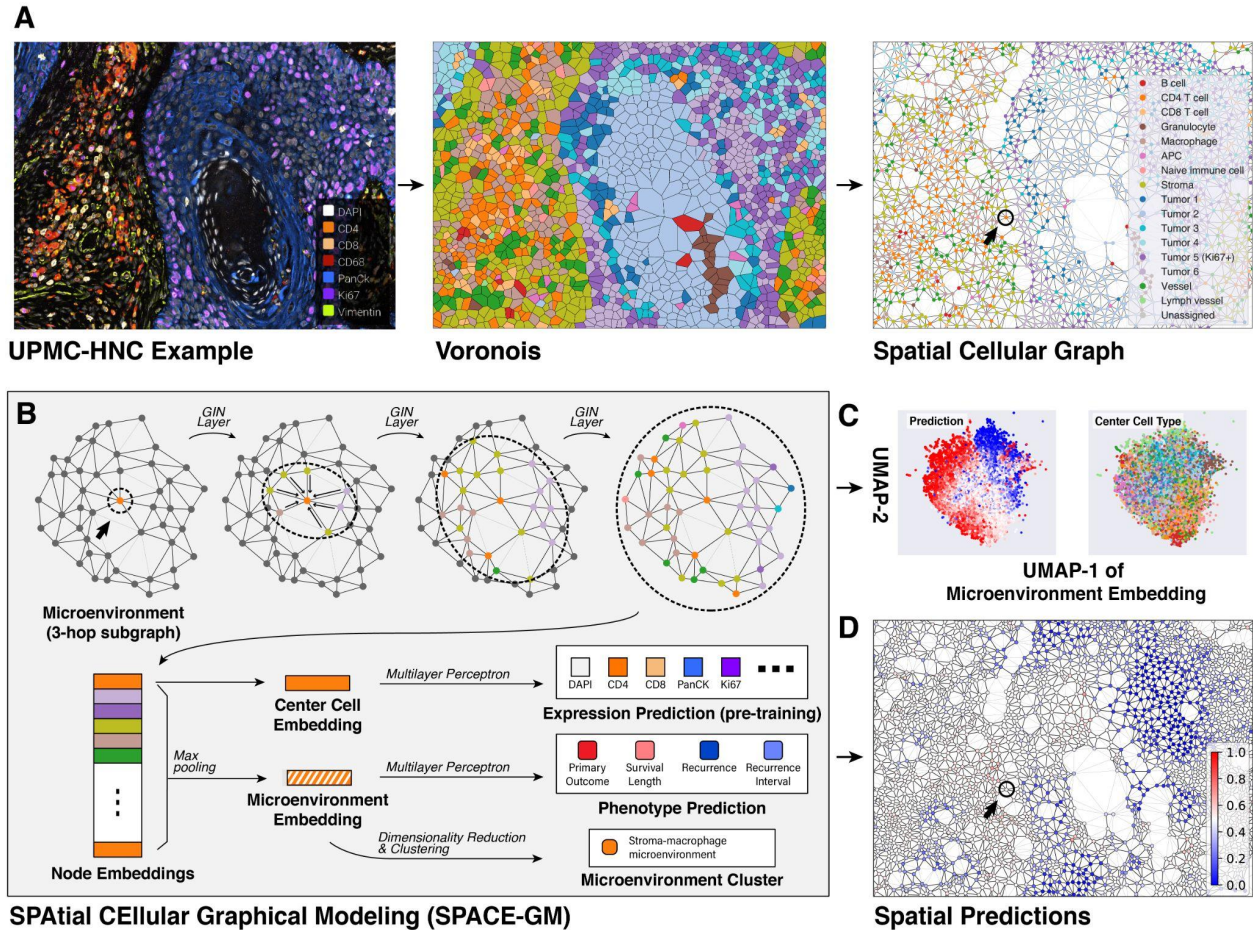 A
DAPI
CD4
CD8
CD68
PanCk
Ki67
Vimentin
B cell
CD4 T cell
CD8 T cell
Granulocyte
Macrophage
APC
Naive immune cell
Stroma
Tumor 1
Tumor 2
Tumor 3
Tumor 4
Tumor 5 (Ki67+)
Tumor 6
Vessel
Lymph vessel
Unassigned
UPMC-HNC Example
Voronois
Spatial Cellular Graph
B
GIN
Layer
GIN
Layer
GIN
Layer
Microenvironment
(3-hop subgraph)
Max
pooling
Node Embeddings
Center Cell
Embedding
Multilayer Perceptron
DAPI
CD4
CD8
PanCK
Ki67
Expression Prediction (pre-training)
Microenvironment
Embedding
Multilayer Perceptron
Primary
Outcome
Survival
Length
Recurrence
Recurrence
Interval
Phenotype Prediction
Dimensionality Reduction
& Clustering
Stroma-macrophage
microenvironment
Microenvironment Cluster
SPAtial CEllular Graphical Modeling (SPACE-GM)
C
UMAP-2
Prediction
Center Cell Type
UMAP-1 of
Microenvironment Embedding
D
1.0
0.8
0.6
0.4
0.2
0.0
Spatial Predictions